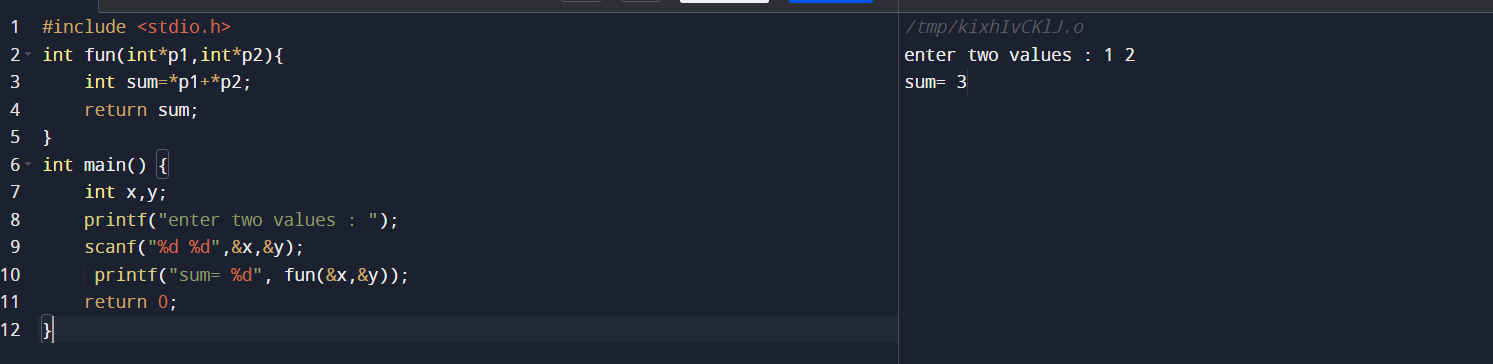 1 #include <stdio.h>
2 int fun(int*p1,int*p2){
3     int sum=*p1+*p2;
4     return sum;
5 }
6 int main() {
7     int x,y;
8     printf("enter two values : ");
9     scanf("%d %d",&x,&y);
10      printf("sum= %d", fun(&x,&y));
11     return 0;
12 }
/tmp/kixhIvCKlJ.o
enter two values : 1 2
sum= 3